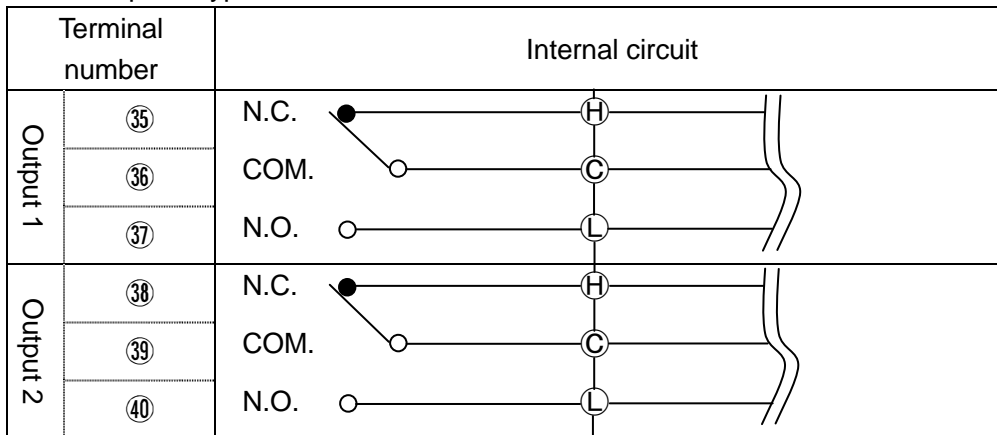 Terminal
number
Internal circuit
Output 1
㉟ N.C. H
㊱ COM. C
㊲ N.O. L
Output 2
㊳ N.C. H
㊴ COM. C
㊵ N.O. L